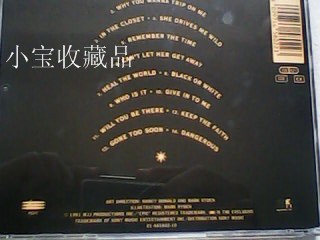 2. WHY YOU WANNA TRIP ON ME
3. IN THE CLOSET · 4. SHE DRIVES ME WILD
5. REMEMBER THE TIME
小宝收藏品
6. CAN'T LET HER GET AWAY
7. HEAL THE WORLD · 8. BLACK OR WHITE
9. WHO IS IT · 10. GIVE IN TO ME
11. WILL YOU BE THERE · 12. KEEP THE FAITH
13. GONE TOO SOON · 14. DANGEROUS
ART DIRECTION: NANCY DONALD AND MARK RYDEN
ILLUSTRATION: MARK RYDEN